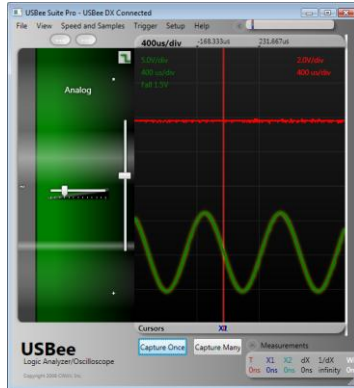 USBee Suite Pro - USBee DX Connected
File View Speed and Samples Trigger Setup Help
400us/div -168.333us 231.667us
5.0V/div 2.0V/div
400 us/div 400 us/div
Fall 1.5V
Analog
Cursors X2
USBee Capture Once Capture Many Measurements
Logic Analyzer/Oscilloscope
T X1 X2 dX 1/dX
0ns 0ns 0ns 0ns infinity